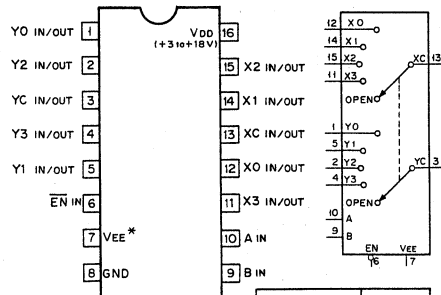 Y0 IN/OUT 1
Y2 IN/OUT 2
YC IN/OUT 3
Y3 IN/OUT 4
Y1 IN/OUT 5
EN IN 6
7 VEE*
8 GND
VDD 16
(+3 to +18V)
15 X2 IN/OUT
14 X1 IN/OUT
13 XC IN/OUT
12 X0 IN/OUT
11 X3 IN/OUT
10 A IN
9 B IN
12 X0
14 X1
15 X2
11 X3
OPEN
XC 13
1 Y0
5 Y1
2 Y2
4 Y3
OPEN
YC 3
10 A
9 B
EN VEE
6 7